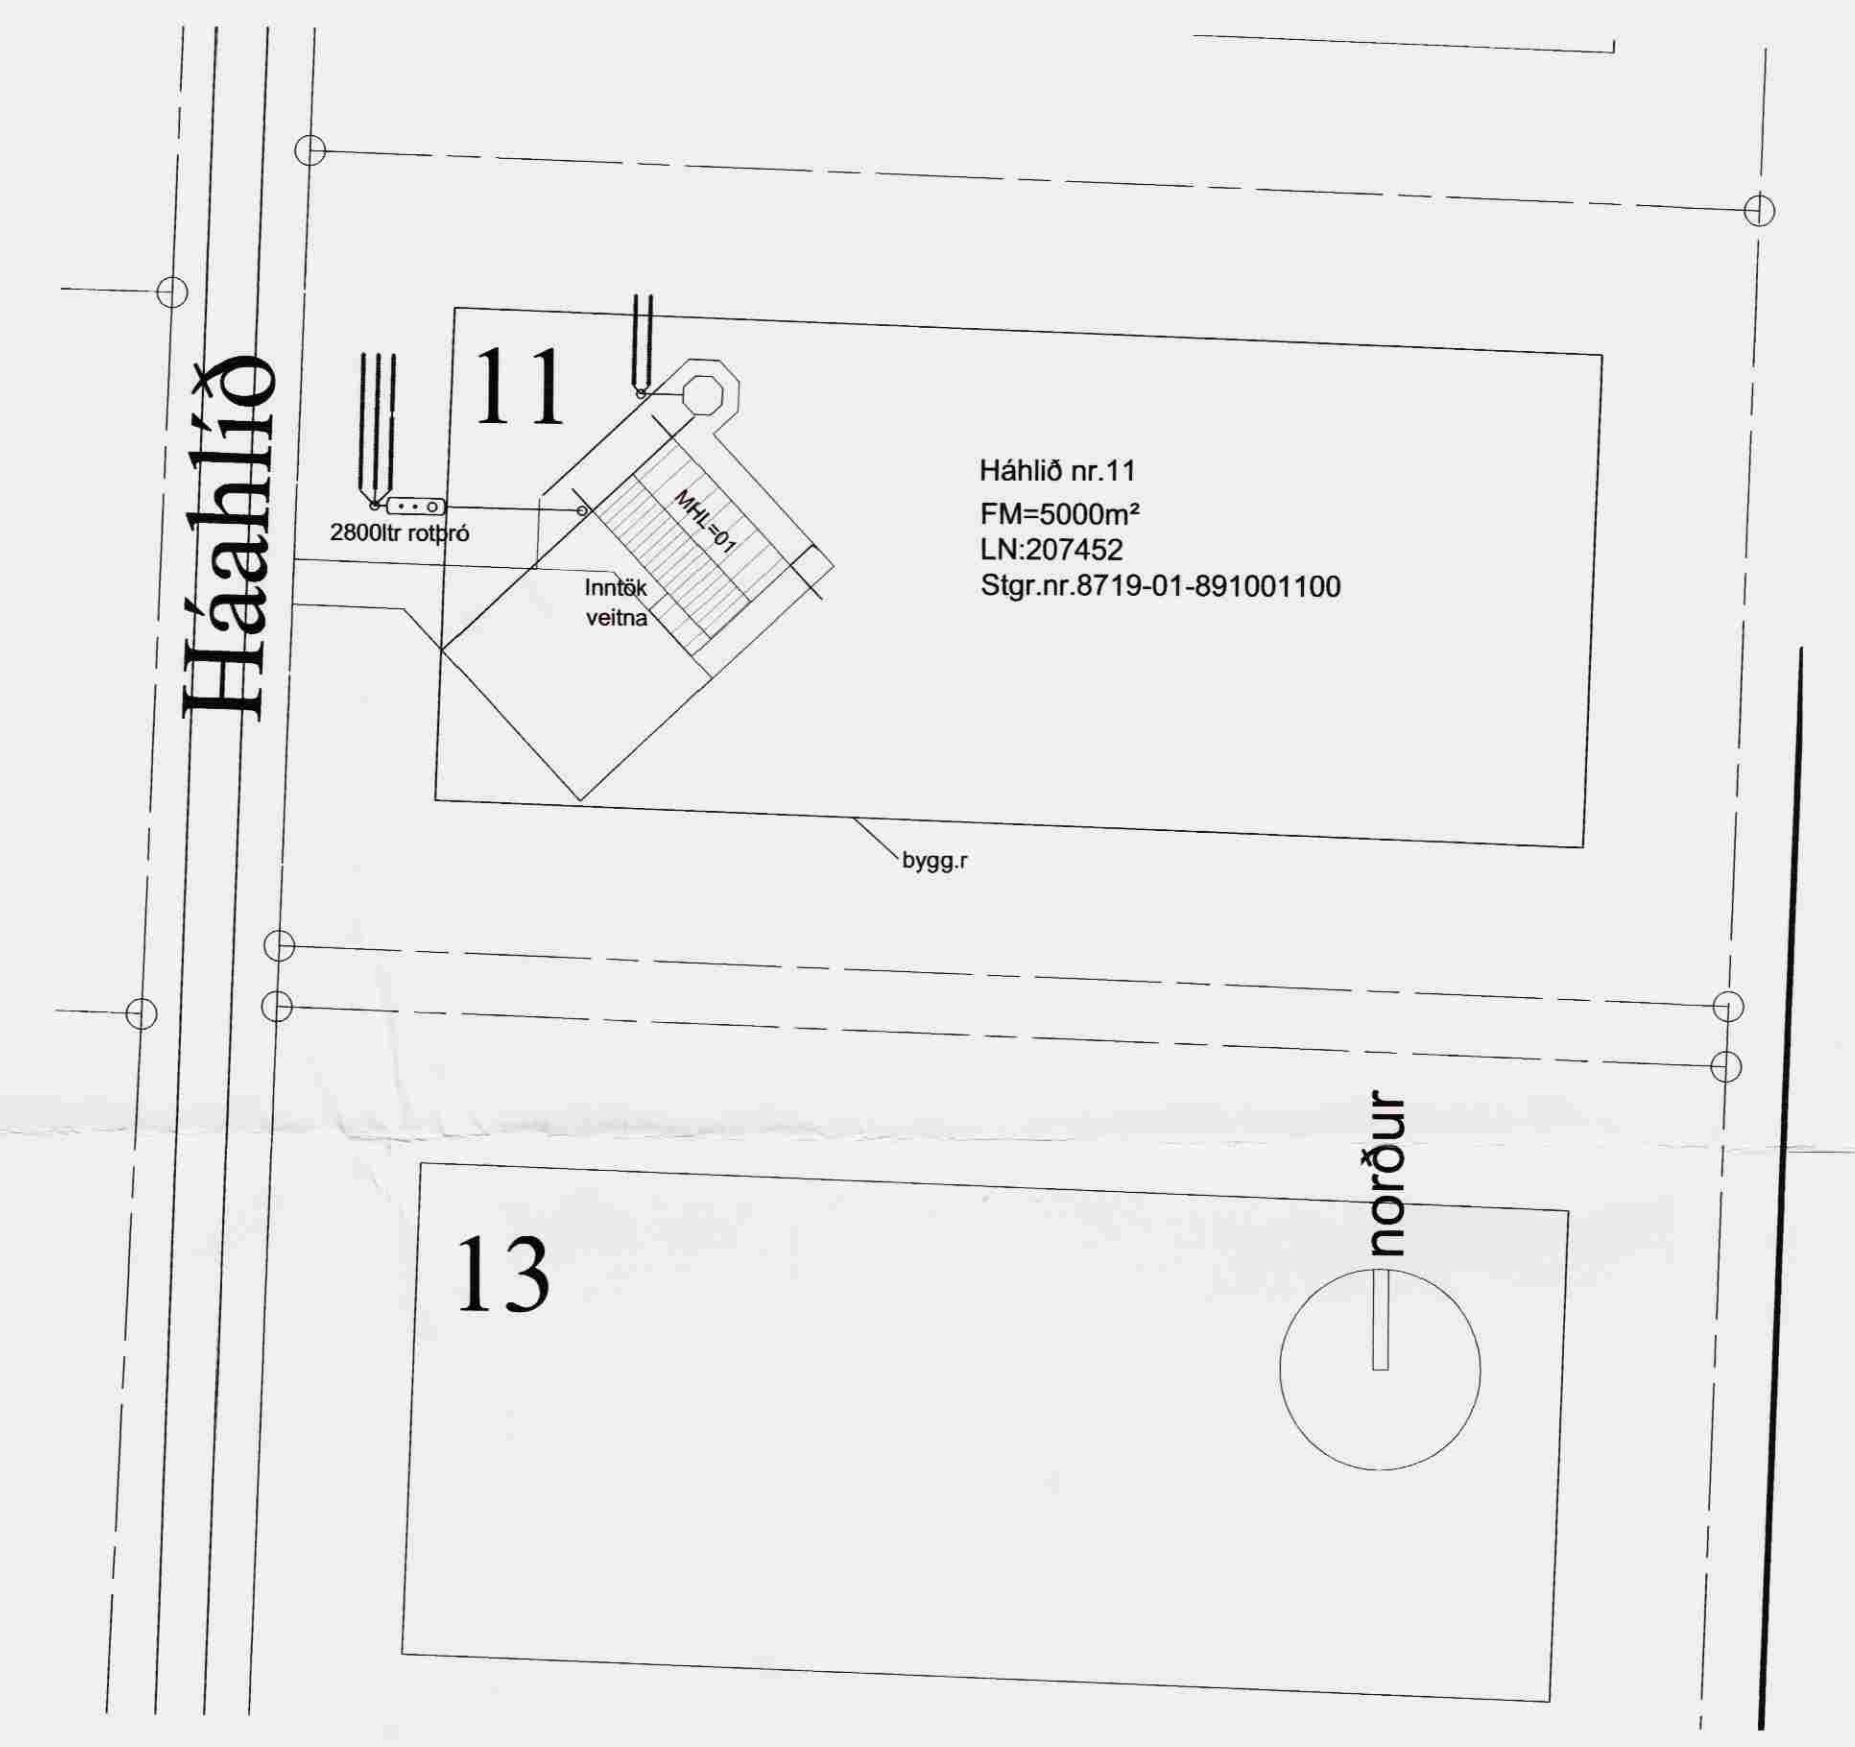 Háahlíð
11
2800ltr rotþró
MHL=01
Inntök
veitna
Háhlið nr.11
FM=5000m²
LN:207452
Stgr.nr.8719-01-891001100
bygg.r
norður
13